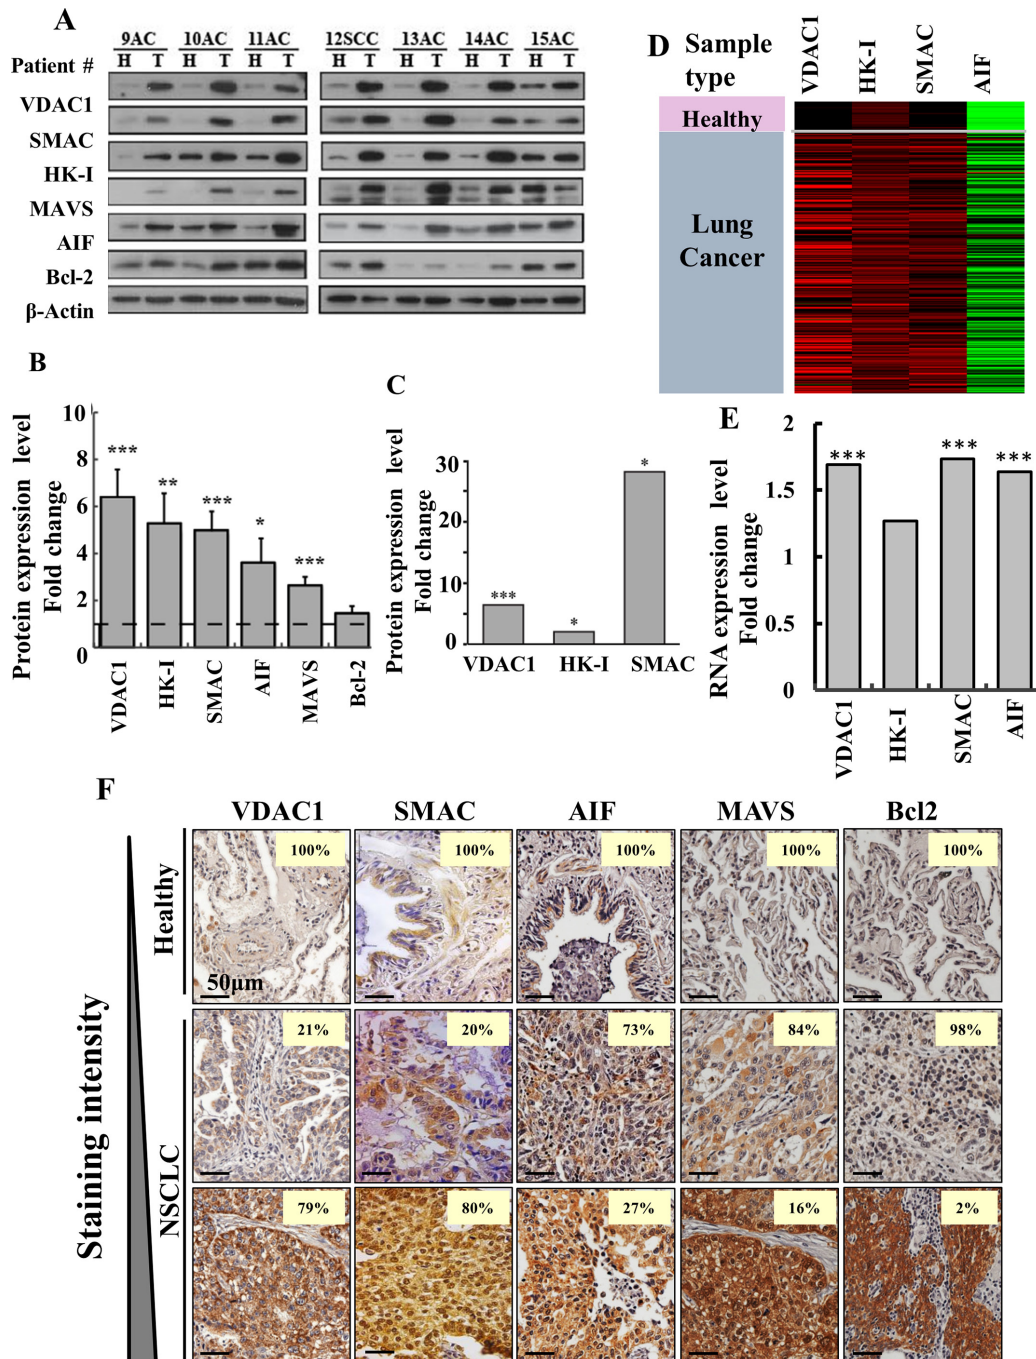 A
9AC 10AC 11AC 12SCC 13AC 14AC 15AC
Patient # H T H T H T H T H T H T H T
VDAC1
SMAC
HK-I
MAVS
AIF
Bcl-2
β-Actin
B
Protein expression level
Fold change
10
8
6
4
2
0
***
**
***
*
***
VDAC1
HK-I
SMAC
AIF
MAVS
Bcl-2
C
Protein expression level
Fold change
30
20
10
0
***
*
*
VDAC1 HK-I SMAC
D Sample
type
VDAC1
HK-I
SMAC
AIF
Healthy
Lung
Cancer
E
RNA expression level
Fold change
2
1.5
1
0.5
0
***
***
***
VDAC1
HK-I
SMAC
AIF
F
VDAC1 SMAC AIF MAVS Bcl2
Staining intensity
Healthy
100% 100% 100% 100% 100%
50µm
NSCLC
21% 20% 73% 84% 98%
79% 80% 27% 16% 2%